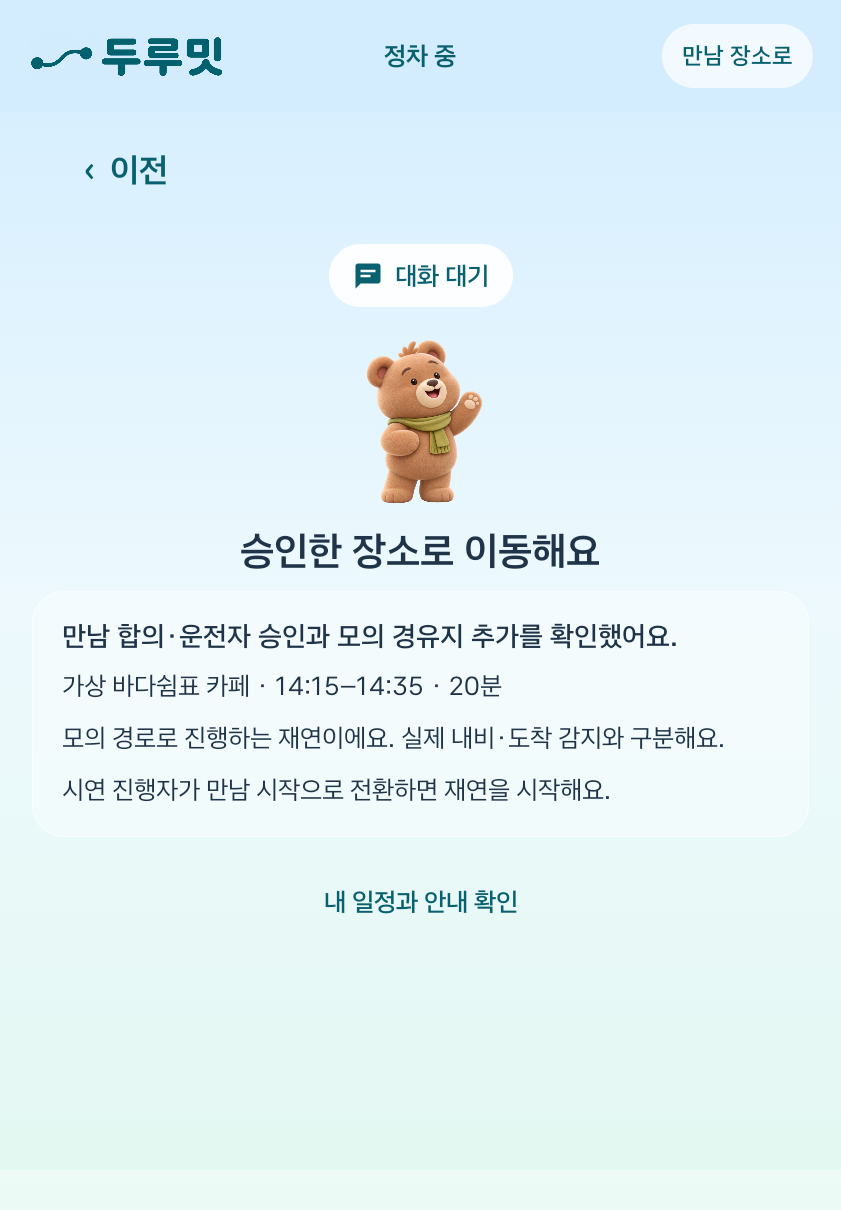 두루밋
정차 중
만남 장소로
‹ 이전
대화 대기
승인한 장소로 이동해요
만남 합의·운전자 승인과 모의 경유지 추가를 확인했어요.
가상 바다쉼표 카페 · 14:15–14:35 · 20분
모의 경로로 진행하는 재연이에요. 실제 내비·도착 감지와 구분해요.
시연 진행자가 만남 시작으로 전환하면 재연을 시작해요.
내 일정과 안내 확인